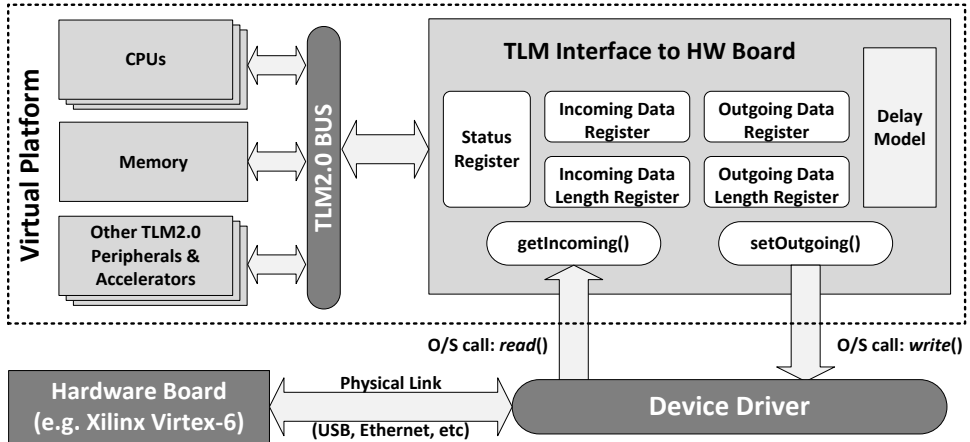 Virtual Platform
CPUs
Memory
Other TLM2.0
Peripherals &
Accelerators
TLM2.0 BUS
TLM Interface to HW Board
Status
Register
Incoming Data
Register
Outgoing Data
Register
Incoming Data
Length Register
Outgoing Data
Length Register
Delay
Model
getIncoming()
setOutgoing()
O/S call: read()
O/S call: write()
Hardware Board
(e.g. Xilinx Virtex-6)
Physical Link
(USB, Ethernet, etc)
Device Driver